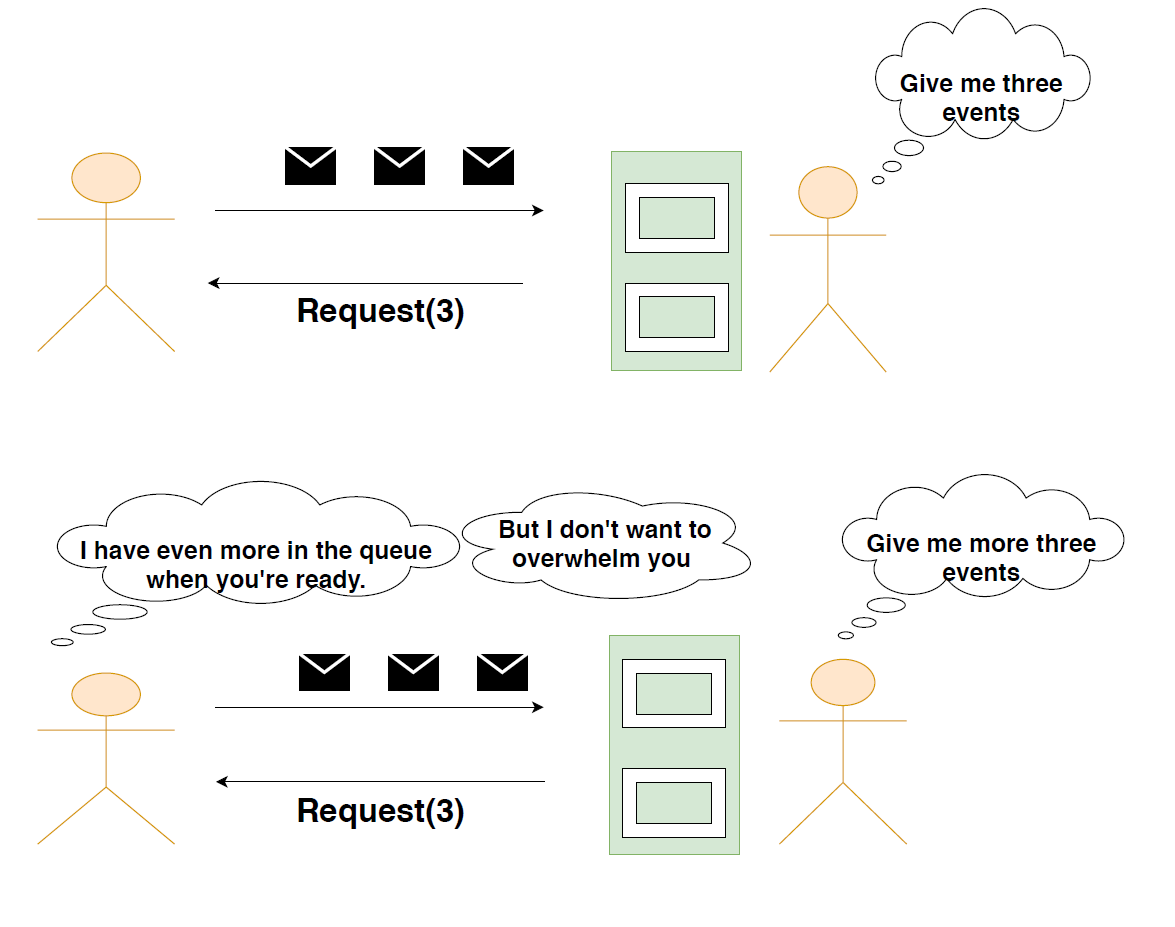 Give me three
events
Request(3)
I have even more in the queue
when you're ready.
But I don't want to
overwhelm you
Give me more three
events
Request(3)